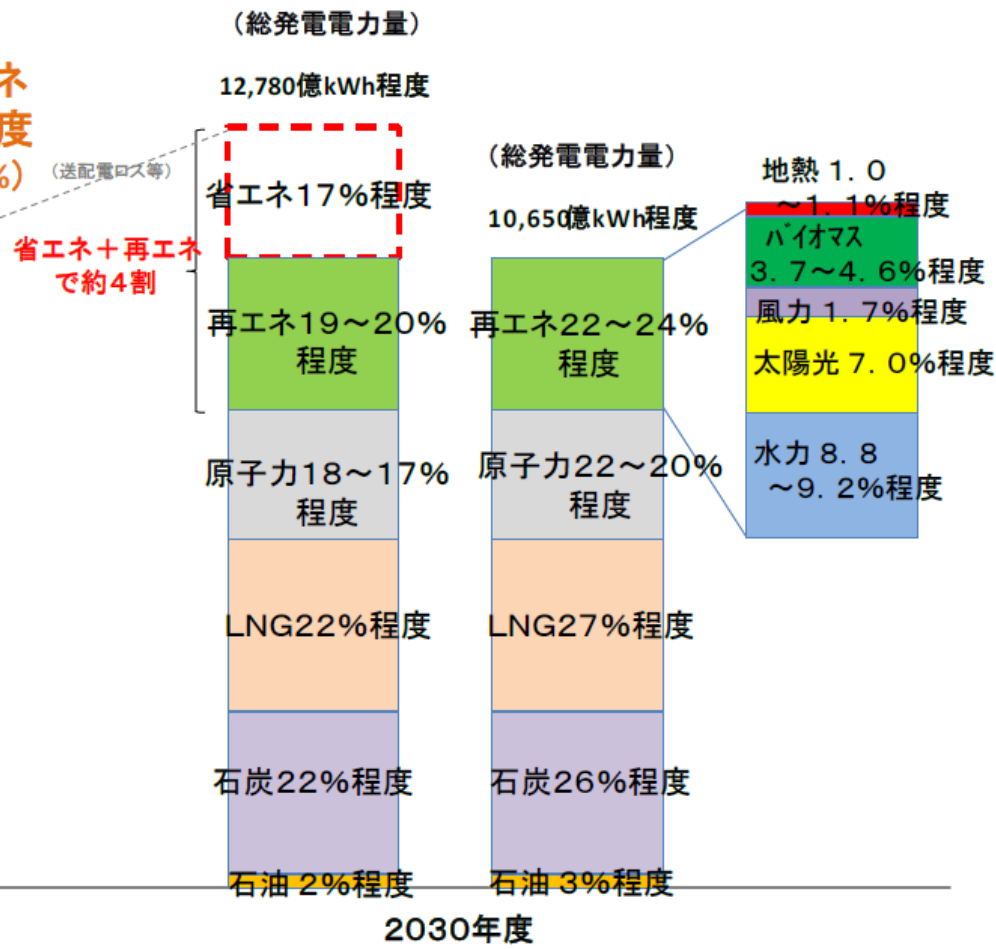 （総発電電力量）
12,780億kWh程度
ネ
度
%）
（送配電ロス等）
省エネ17％程度
省エネ＋再エネ
で約4割
再エネ19～20%
程度
原子力18～17%
程度
LNG22%程度
石炭22%程度
石油 2%程度
（総発電電力量）
10,650億kWh程度
再エネ22～24%
程度
原子力22～20%
程度
LNG27%程度
石炭26%程度
石油 3%程度
地熱 1. 0
～1. 1%程度
バイオマス
3. 7～4. 6%程度
風力 1. 7%程度
太陽光 7. 0%程度
水力 8. 8
～9. 2%程度
2030年度